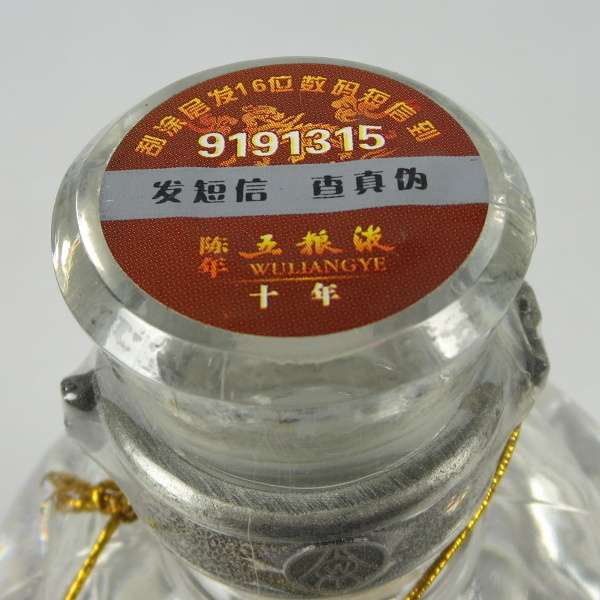 刮涂层发16位数码短信到
9191315
发短信 查真伪
陈年 五粮液
WULIANGYE
十年